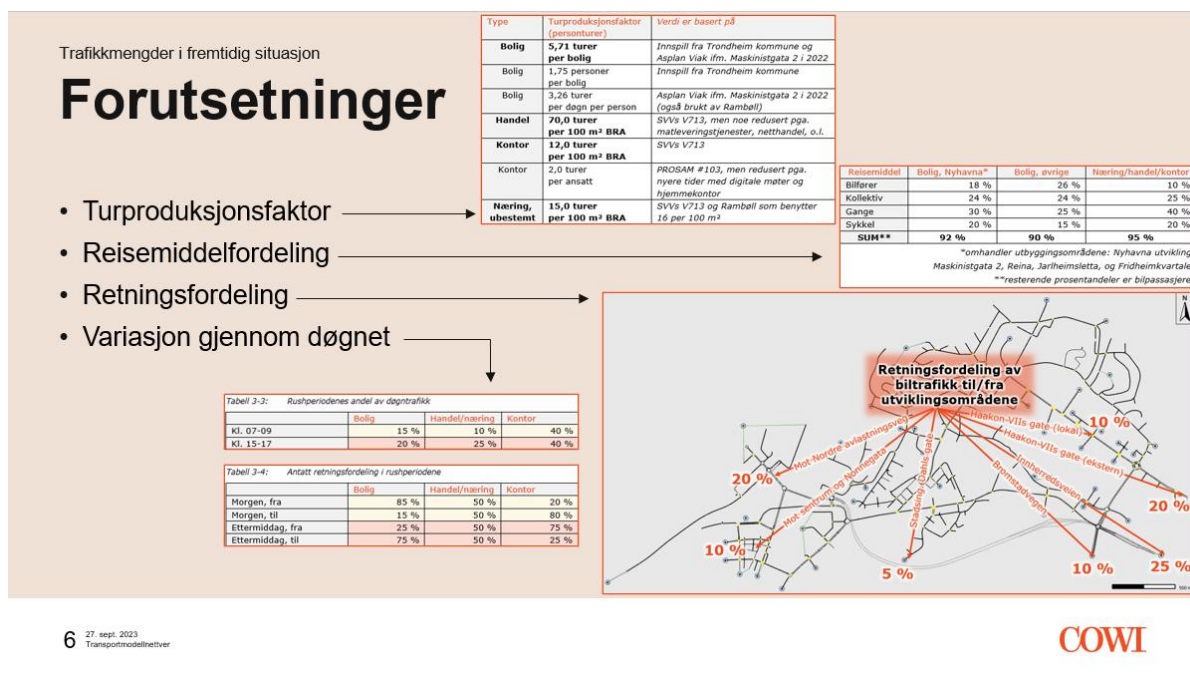 Trafikkmengder i fremtidig situasjon
Forutsetninger
• Turproduksjonsfaktor
• Reisemiddelfordeling
• Retningsfordeling
• Variasjon gjennom døgnet
Type Turproduksjonsfaktor Verdi er basert på
(personturer)
Bolig 5,71 turer Innspill fra Trondheim kommune og
per bolig Asplan Viak ifm. Maskinistgata 2 i 2022
Bolig 1,75 personer Innspill fra Trondheim kommune
per bolig
Bolig 3,26 turer Asplan Viak ifm. Maskinistgata 2 i 2022
per døgn per person (også brukt av Rambøll)
Handel 70,0 turer SVVs V713, men noe redusert pga.
per 100 m² BRA matleveringstjenester, netthandel, o.l.
Kontor 12,0 turer SVVs V713
per 100 m² BRA
Kontor 2,0 turer PROSAM #103, men redusert pga.
per ansatt nyere tider med digitale møter og
hjemmekontor
Næring, 15,0 turer SVVs V713 og Rambøll som benytter
ubestemt per 100 m² BRA 16 per 100 m²
Reisemiddel Bolig, Nyhavna* Bolig, øvrige Næring/handel/kontor
Bilfører 18 % 26 % 10 %
Kollektiv 24 % 24 % 25 %
Gange 30 % 25 % 40 %
Sykkel 20 % 15 % 20 %
SUM** 92 % 90 % 95 %
*omhandler utbyggingsområdene: Nyhavna utvikling
Maskinistgata 2, Reina, Jarlheimsletta, og Fridheimkvartale
**resterende prosentandeler er bilpassasjere
Tabell 3-3: Rushperiodenes andel av døgntrafikk
Bolig Handel/næring Kontor
Kl. 07-09 15 % 10 % 40 %
Kl. 15-17 20 % 25 % 40 %
Tabell 3-4: Antatt retningsfordeling i rushperiodene
Bolig Handel/næring Kontor
Morgen, fra 85 % 50 % 20 %
Morgen, til 15 % 50 % 80 %
Ettermiddag, fra 25 % 50 % 75 %
Ettermiddag, til 75 % 50 % 25 %
N
Retningsfordeling av
biltrafikk til/fra
utviklingsområdene
Haakon-VIIs gate (lokal)
10 %
Haakon-VIIs gate (ekstern)
20 %
Innherredsveien
25 %
Bromstadvegen
10 %
Stadsing. Dahls gate
5 %
Mot sentrum og Nonnegata
10 %
Mot Nordre avlastningsveg
20 %
6
27. sept. 2023
Transportmodellnettver
COWI